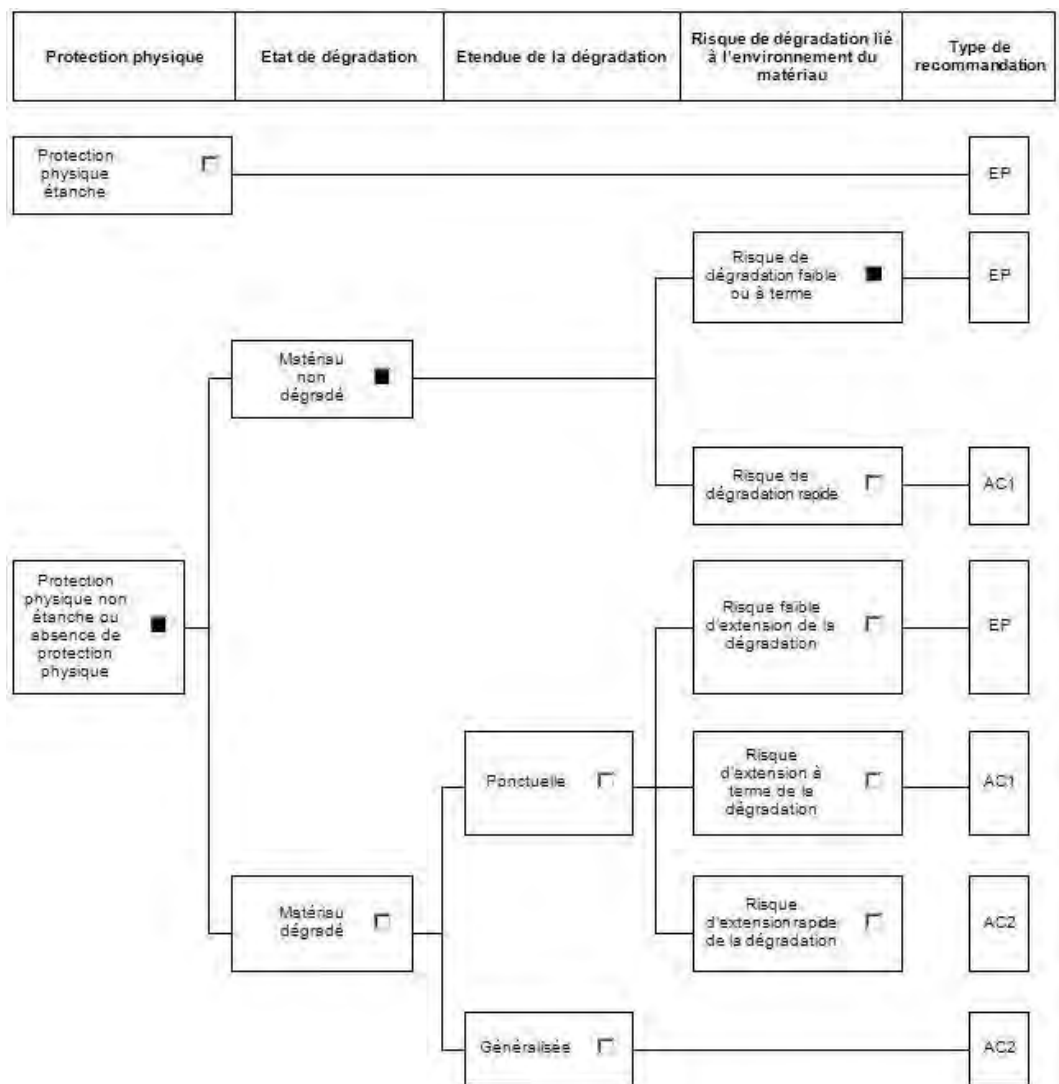 Protection physique
Etat de dégradation
Etendue de la dégradation
Risque de dégradation lié
à l'environnement du
matériau
Type de
recommandation
Protection
physique
étanche
EP
Risque de
dégradation faible
ou à terme
EP
Matériau
non
dégradé
Risque de
dégradation rapide
AC1
Protection
physique non
étanche ou
absence de
protection
physique
Risque faible
d'extension de la
dégradation
EP
Ponctuelle
Risque
d'extension à
terme de la
dégradation
AC1
Matériau
dégradé
Risque
d'extension rapide
de la dégradation
AC2
Généralisée
AC2